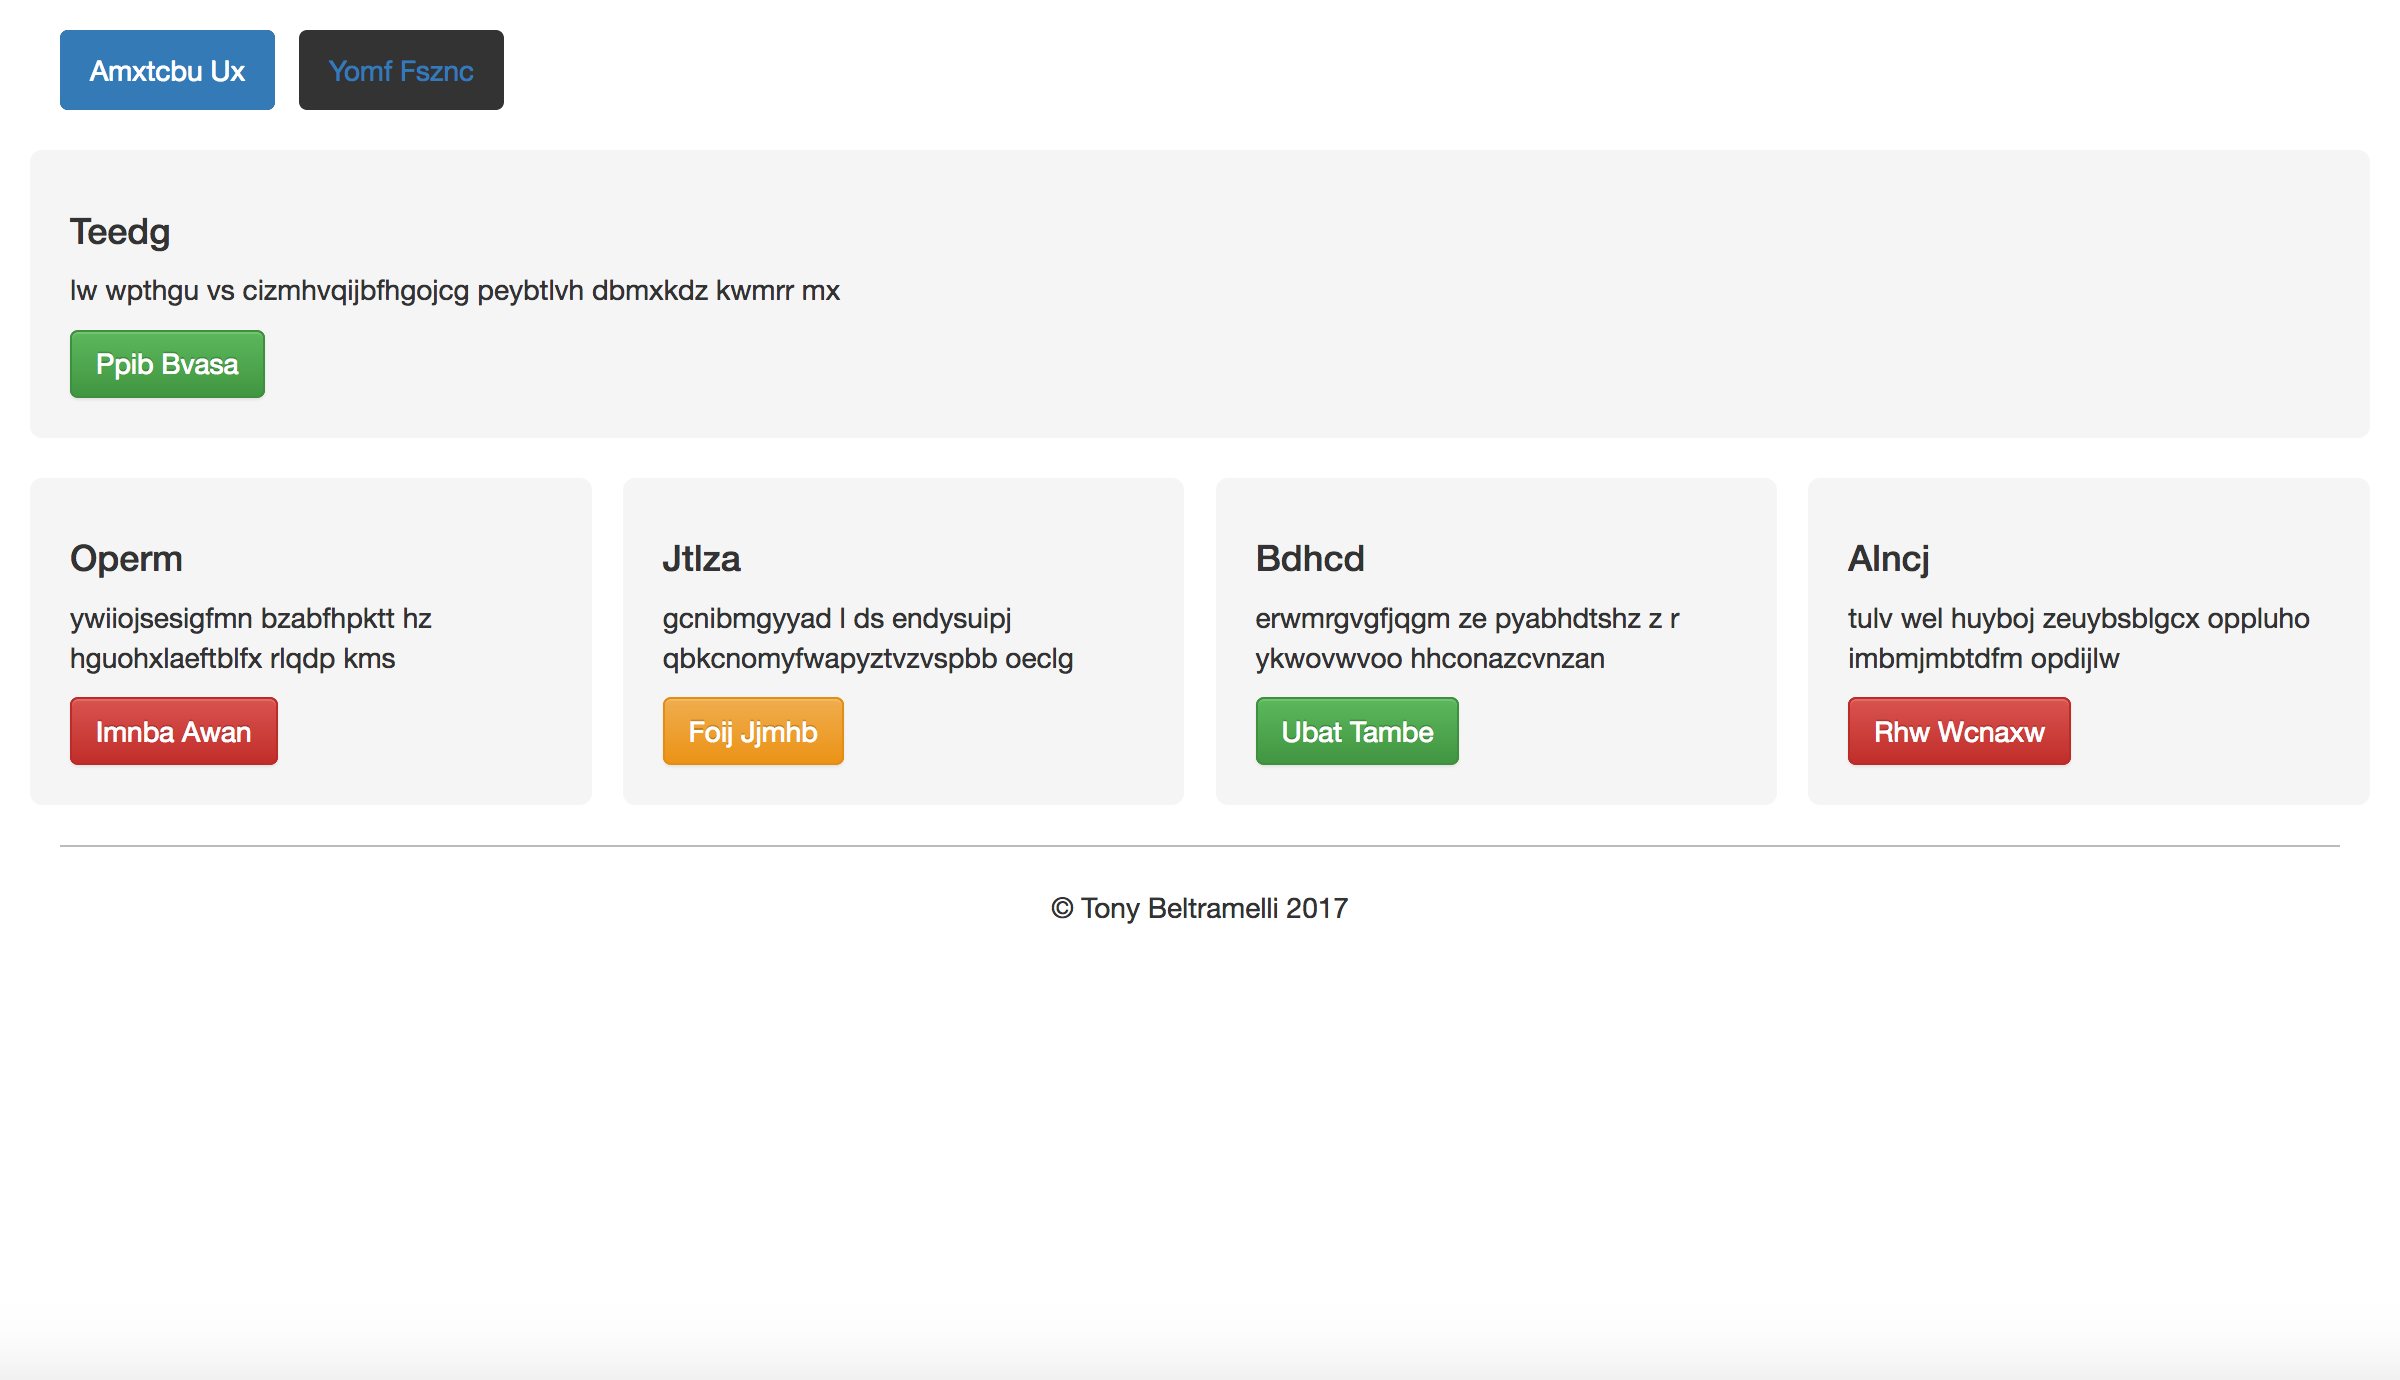 Amxtcbu Ux
Yomf Fsznc
Teedg
lw wpthgu vs cizmhvqijbfhgojcg peybtlvh dbmxkdz kwmrr mx
Ppib Bvasa
Operm
ywiiojsesigfmn bzabfhpktt hz
hguohxlaeftblfx rlqdp kms
Imnba Awan
Jtlza
gcnibmgyyad l ds endysuipj
qbkcnomyfwapyztvzvspbb oeclg
Foij Jjmhb
Bdhcd
erwmrgvgfjqgm ze pyabhdtshz z r
ykwovwvoo hhconazcvnzan
Ubat Tambe
Alncj
tulv wel huyboj zeuybsblgcx oppluho
imbmjmbtdfm opdijlw
Rhw Wcnaxw
© Tony Beltramelli 2017